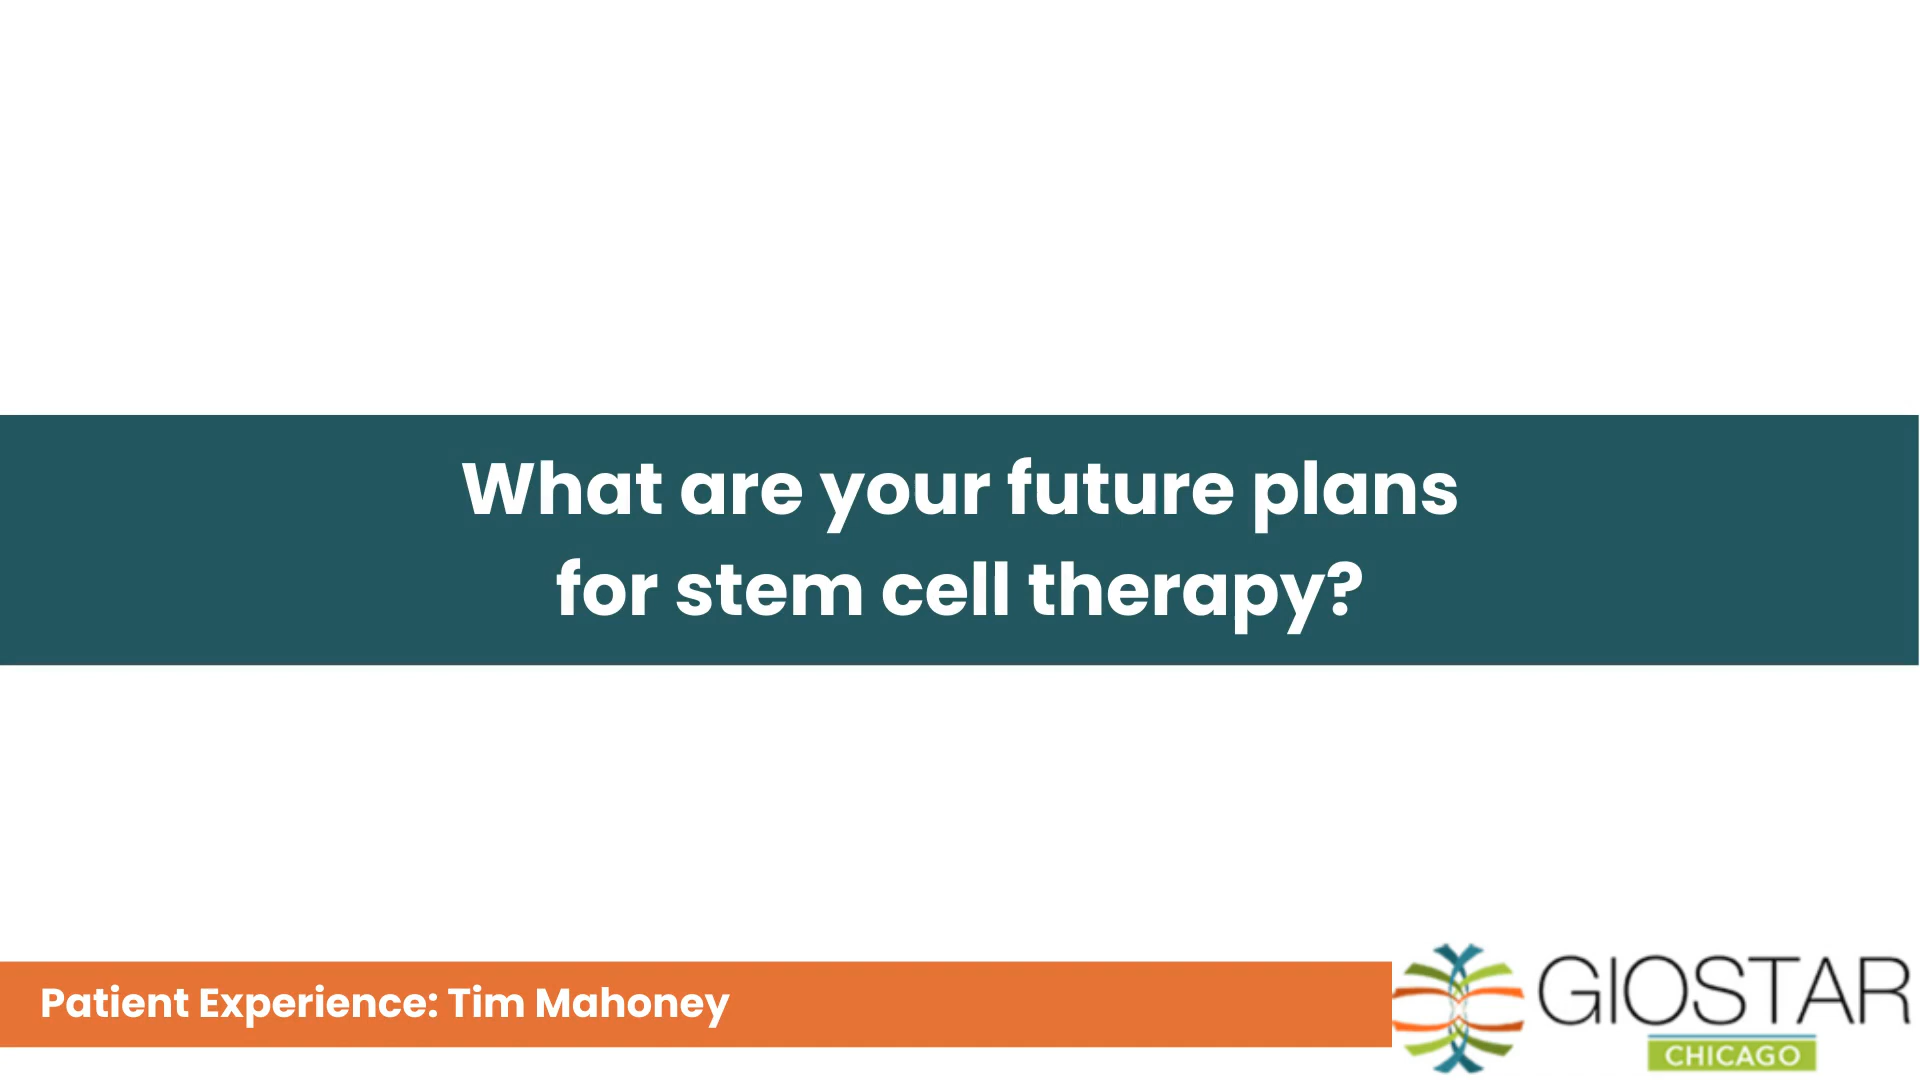 What are your future plans
for stem cell therapy?
Patient Experience: Tim Mahoney
GIOSTAR
CHICAGO